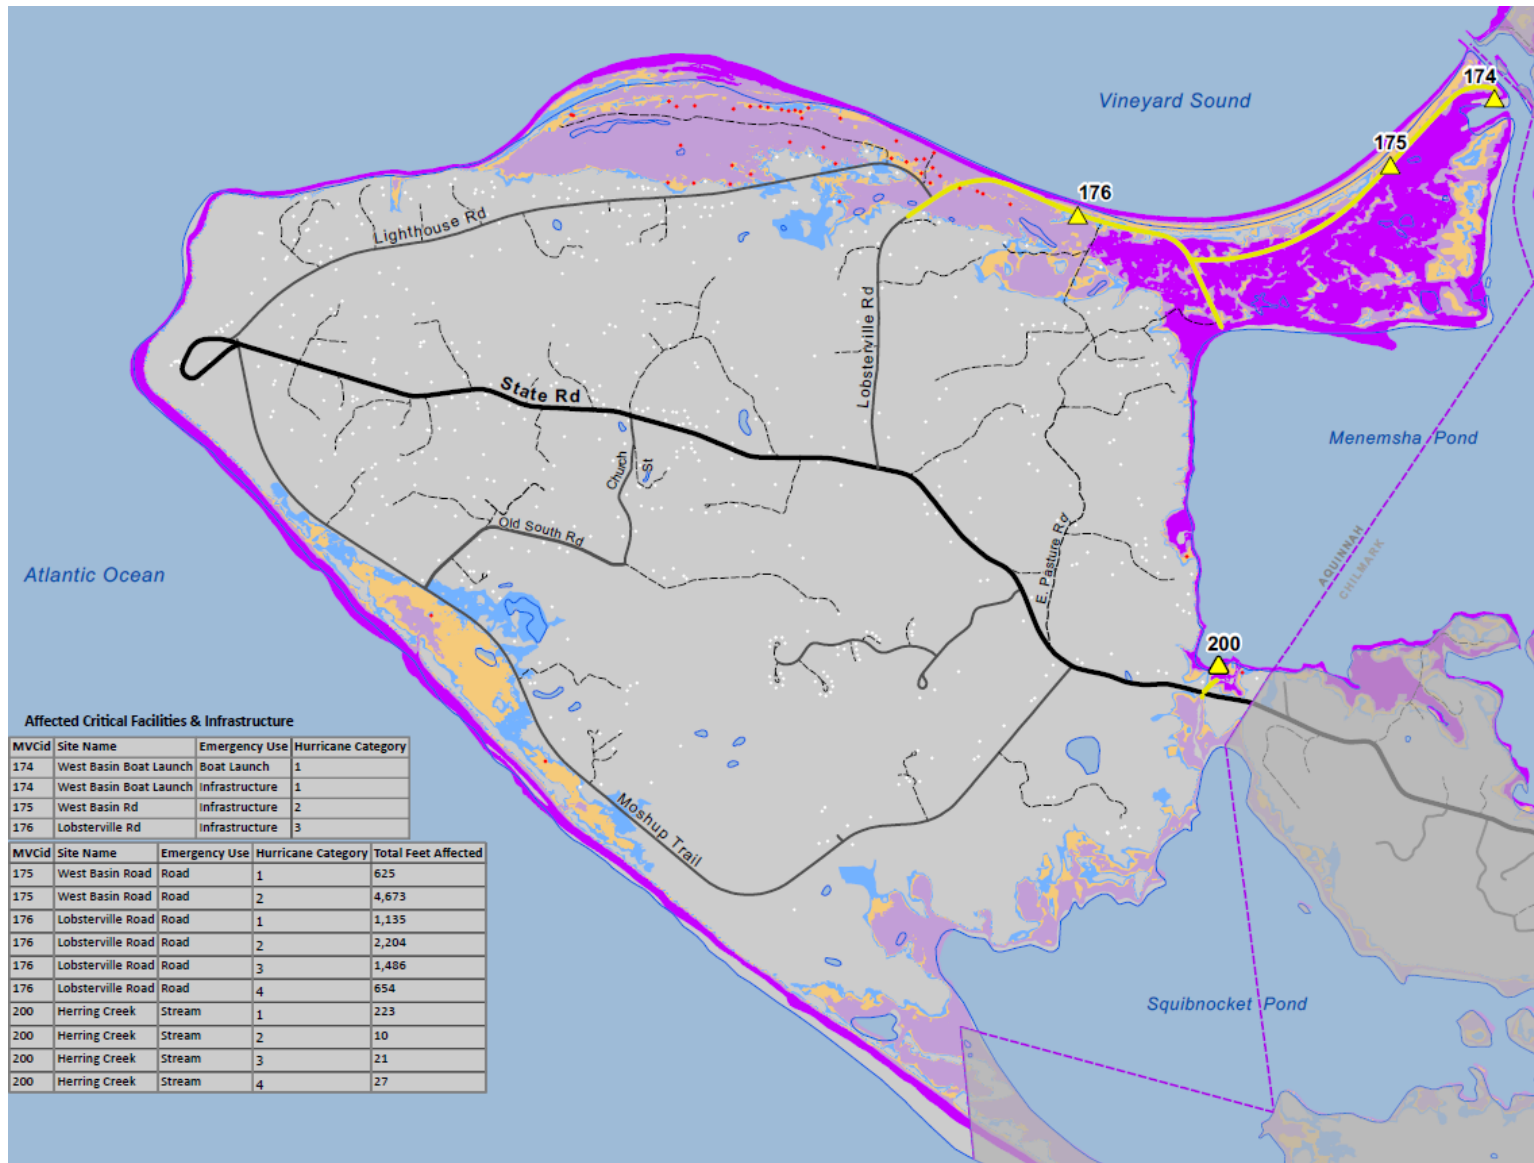 174
Vineyard Sound
175
176
Lighthouse Rd
Lobsterville Rd
State Rd
Menemsha Pond
Church
St
Old South Rd
E. Pasture Rd
AQUINNAH
CHILMARK
Atlantic Ocean
200
Moshup Trail
Squibnocket Pond
Affected Critical Facilities & Infrastructure
MVCid Site Name Emergency Use Hurricane Category
174 West Basin Boat Launch Boat Launch 1
174 West Basin Boat Launch Infrastructure 1
175 West Basin Rd Infrastructure 2
176 Lobsterville Rd Infrastructure 3
MVCid Site Name Emergency Use Hurricane Category Total Feet Affected
175 West Basin Road Road 1 625
175 West Basin Road Road 2 4,673
176 Lobsterville Road Road 1 1,135
176 Lobsterville Road Road 2 2,204
176 Lobsterville Road Road 3 1,486
176 Lobsterville Road Road 4 654
200 Herring Creek Stream 1 223
200 Herring Creek Stream 2 10
200 Herring Creek Stream 3 21
200 Herring Creek Stream 4 27